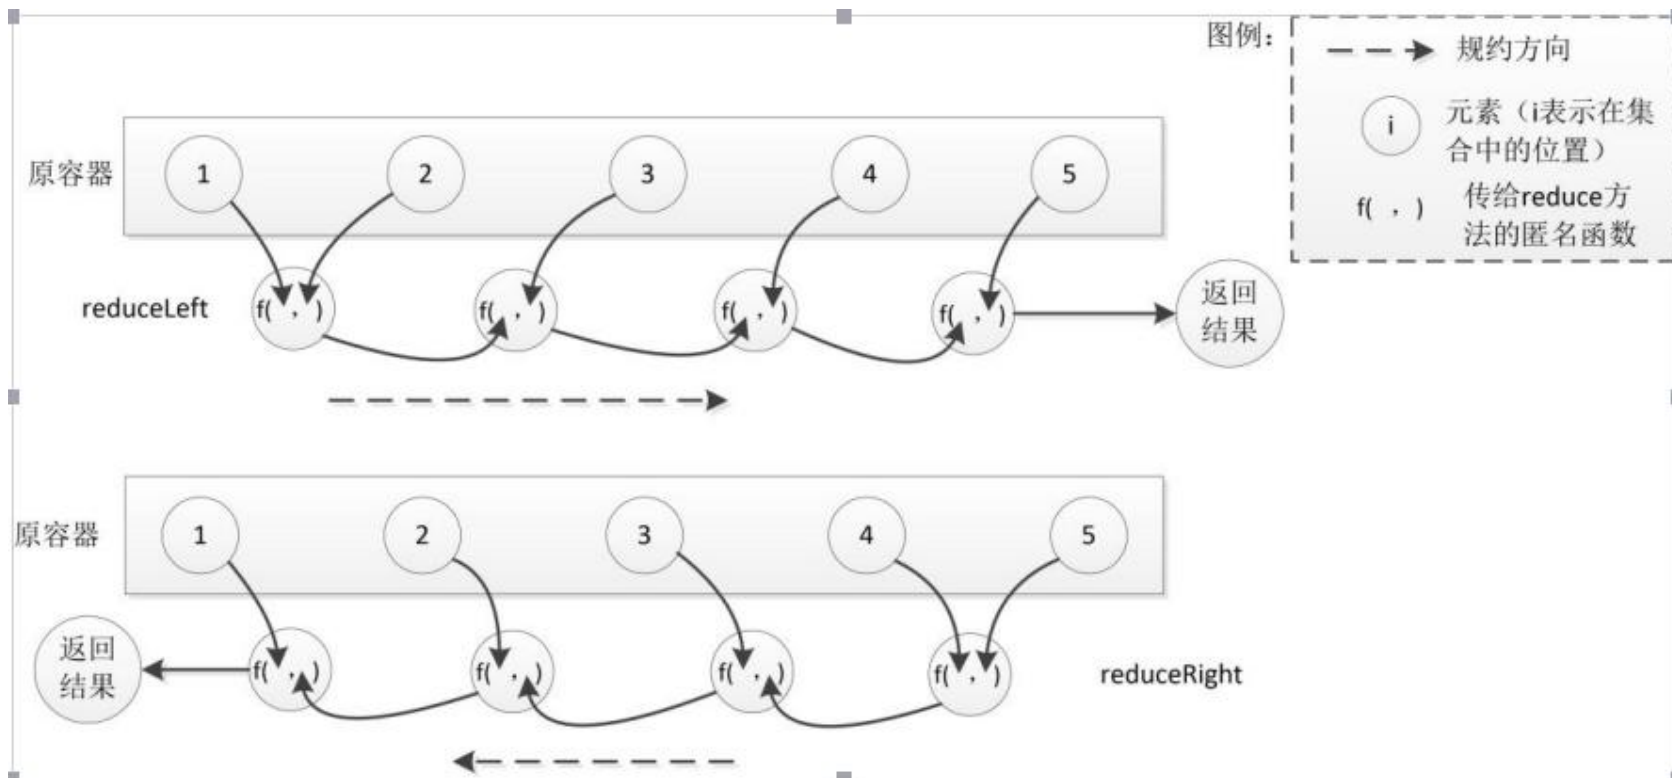 图例：
规约方向
i
元素（i表示在集
合中的位置）
f( , )
传给reduce方
法的匿名函数
原容器
1
2
3
4
5
reduceLeft
f( , )
f( , )
f( , )
f( , )
返回
结果
原容器
1
2
3
4
5
返回
结果
f( , )
f( , )
f( , )
f( , )
reduceRight